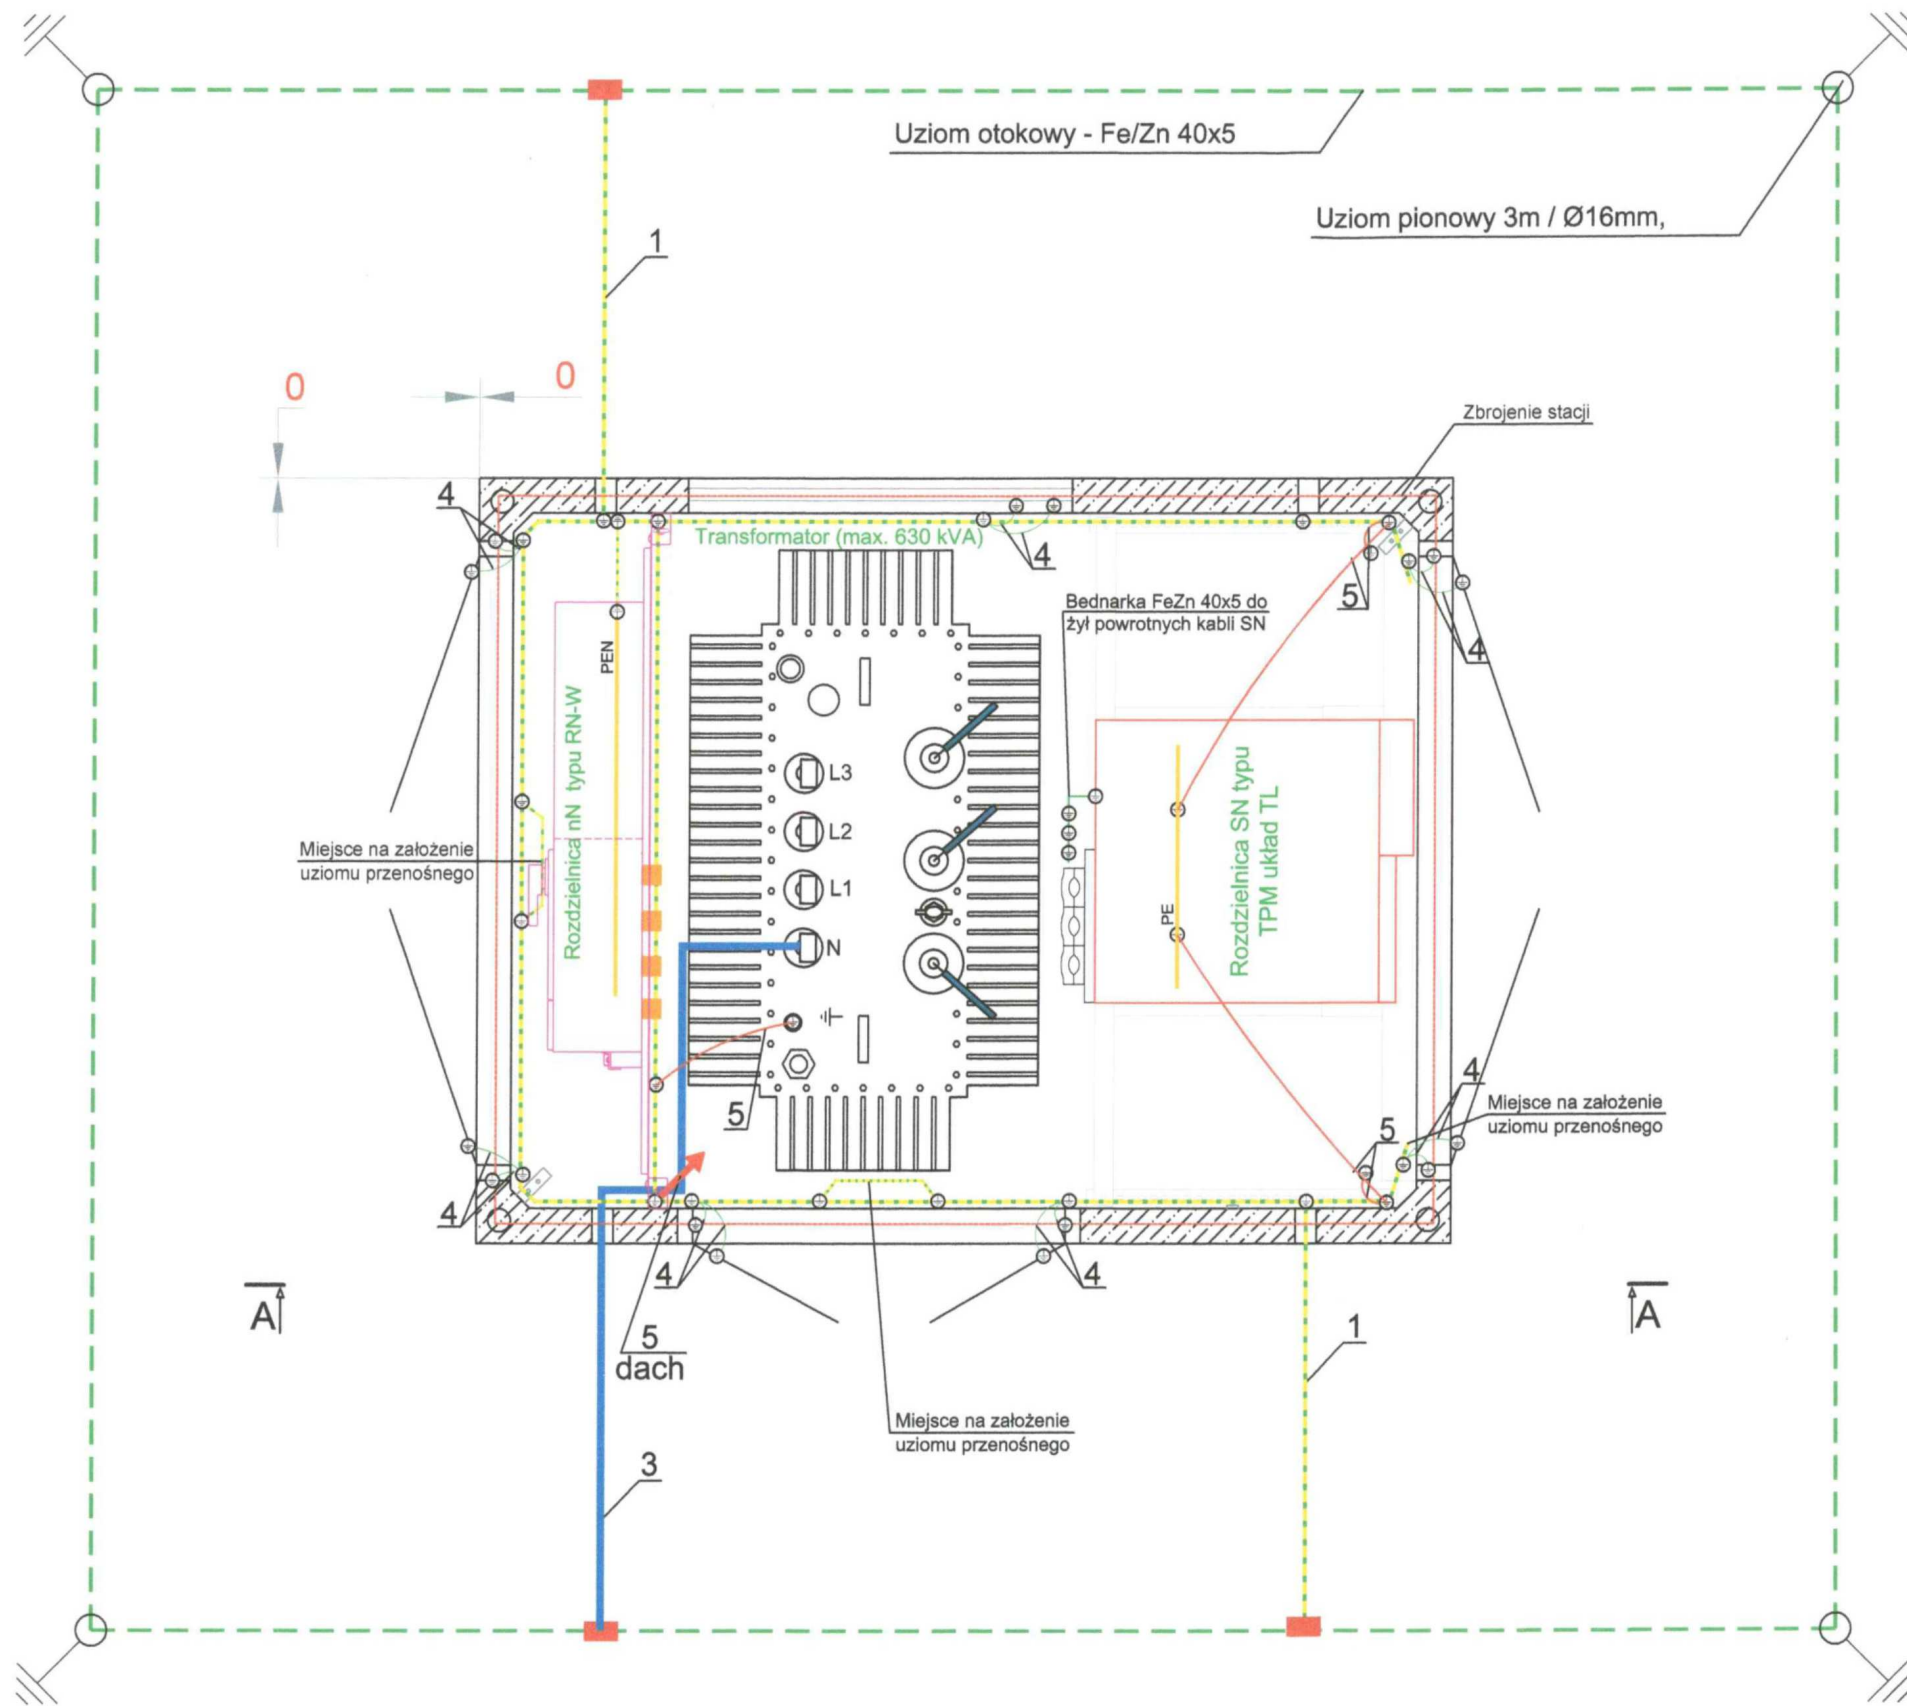 Uziom otokowy - Fe/Zn 40x5
Uziom pionowy 3m / Ø16mm,
1
0
0
Zbrojenie stacji
4
Transformator (max. 630 kVA)
4
5
4
Bednarka FeZn 40x5 do
żył powrotnych kabli SN
PEN
Rozdzielnica nN typu RN-W
L3
L2
L1
N
Rozdzielnica SN typu
TPM układ TL
PE
Miejsce na założenie
uziomu przenośnego
5
4
Miejsce na założenie
uziomu przenośnego
5
4
4
4
A
A
5
dach
1
Miejsce na założenie
uziomu przenośnego
3